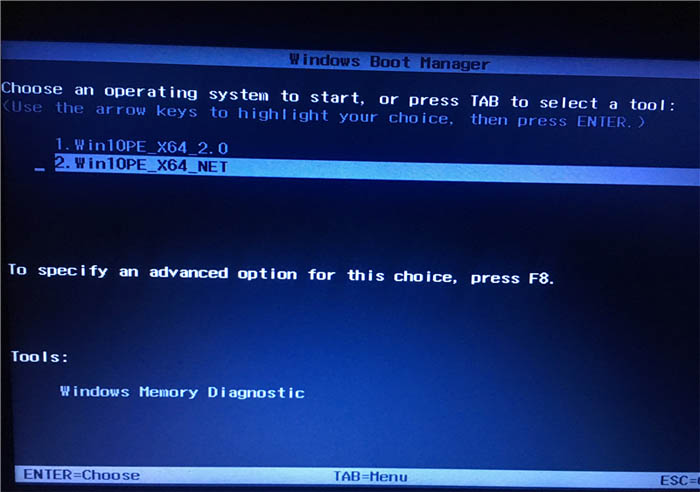 Windows Boot Manager
Choose an operating system to start, or press TAB to select a tool:
(Use the arrow keys to highlight your choice, then press ENTER.)
1.Win10PE_X64_2.0
2.Win10PE_X64_NET
To specify an advanced option for this choice, press F8.
Tools:
Windows Memory Diagnostic
ENTER=Choose TAB=Menu ESC=